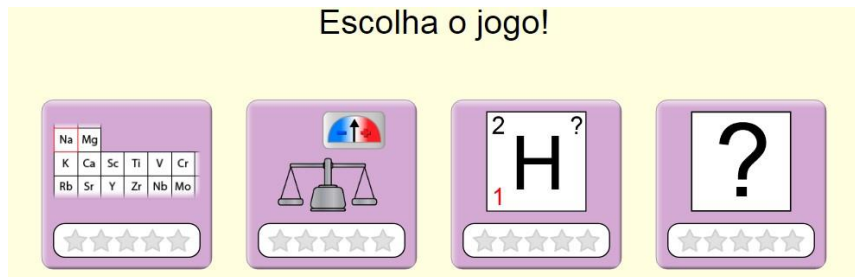 Escolha o jogo!
Na Mg
K Ca Sc Ti V Cr
Rb Sr Y Zr Nb Mo
- +
2 ?
H
1
?